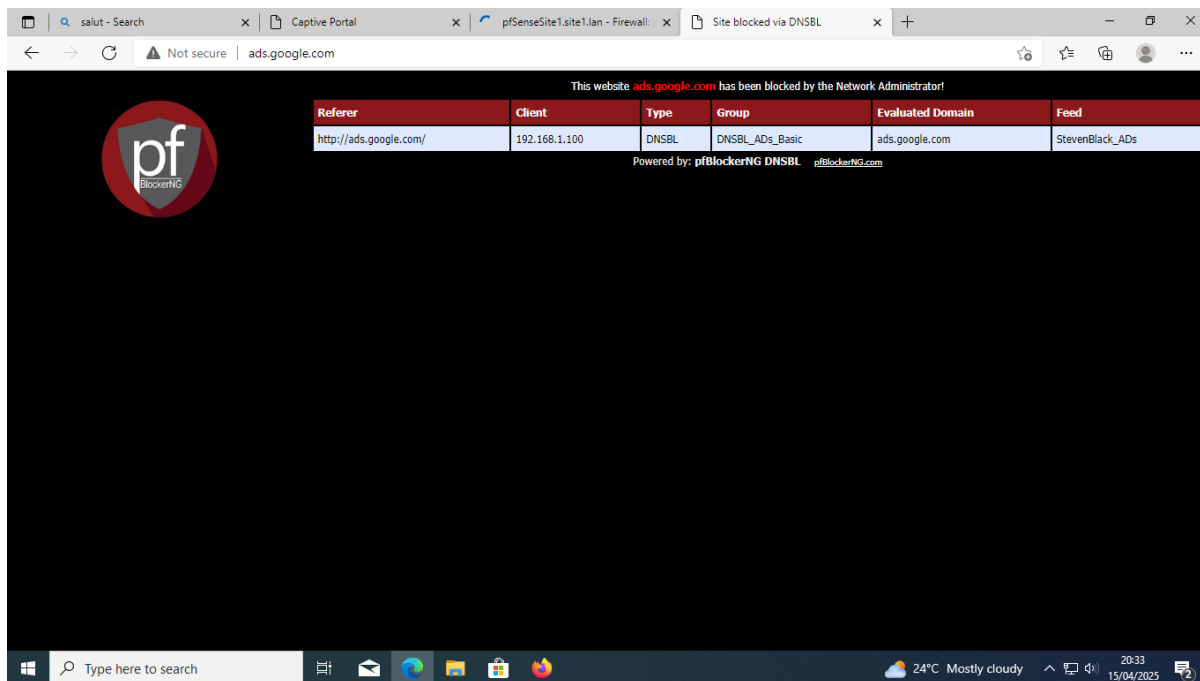 salut - Search
Captive Portal
pfSenseSite1.site1.lan - Firewall:
Site blocked via DNSBL
Not secure ads.google.com
This website ads.google.com has been blocked by the Network Administrator!
Referer Client Type Group Evaluated Domain Feed
http://ads.google.com/ 192.168.1.100 DNSBL DNSBL_ADs_Basic ads.google.com StevenBlack_ADs
Powered by: pfBlockerNG DNSBL pfBlockerNG.com
pf
BlockerNG
Type here to search
24°C Mostly cloudy
20:33
15/04/2025
2